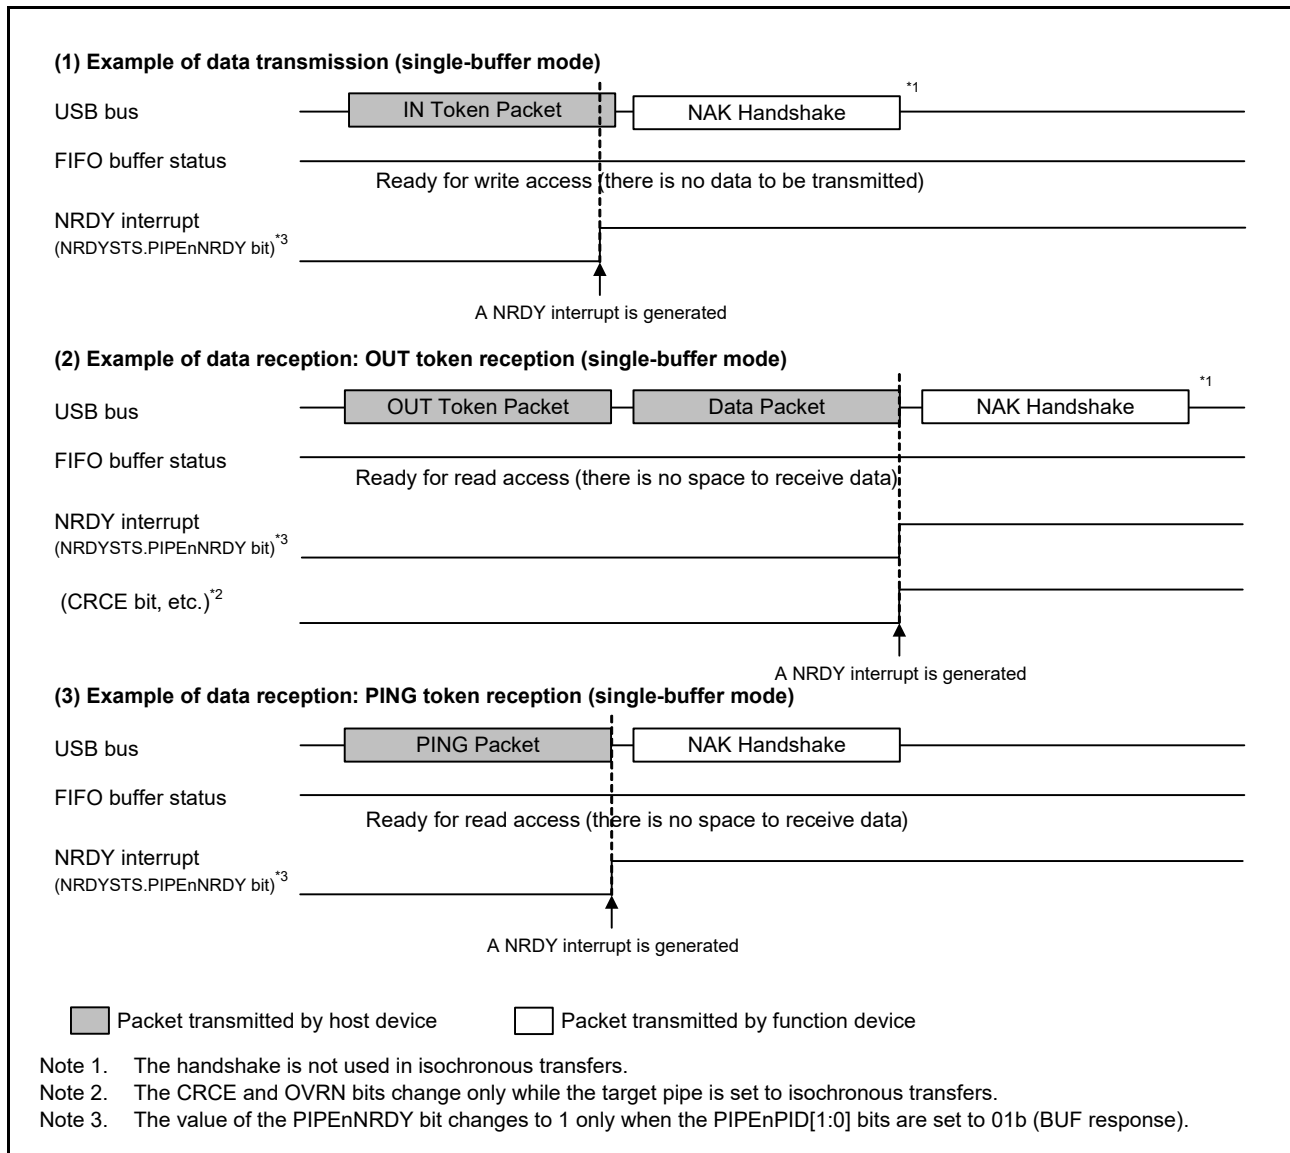 (1) Example of data transmission (single-buffer mode)
USB bus
IN Token Packet
NAK Handshake
*1
FIFO buffer status
Ready for write access (there is no data to be transmitted)
NRDY interrupt
(NRDYSTS.PIPEnNRDY bit)*3
A NRDY interrupt is generated
(2) Example of data reception: OUT token reception (single-buffer mode)
USB bus
OUT Token Packet
Data Packet
NAK Handshake
*1
FIFO buffer status
Ready for read access (there is no space to receive data)
NRDY interrupt
(NRDYSTS.PIPEnNRDY bit)*3
(CRCE bit, etc.)*2
A NRDY interrupt is generated
(3) Example of data reception: PING token reception (single-buffer mode)
USB bus
PING Packet
NAK Handshake
FIFO buffer status
Ready for read access (there is no space to receive data)
NRDY interrupt
(NRDYSTS.PIPEnNRDY bit)*3
A NRDY interrupt is generated
Packet transmitted by host device
Packet transmitted by function device
Note 1. The handshake is not used in isochronous transfers.
Note 2. The CRCE and OVRN bits change only while the target pipe is set to isochronous transfers.
Note 3. The value of the PIPEnNRDY bit changes to 1 only when the PIPEnPID[1:0] bits are set to 01b (BUF response).